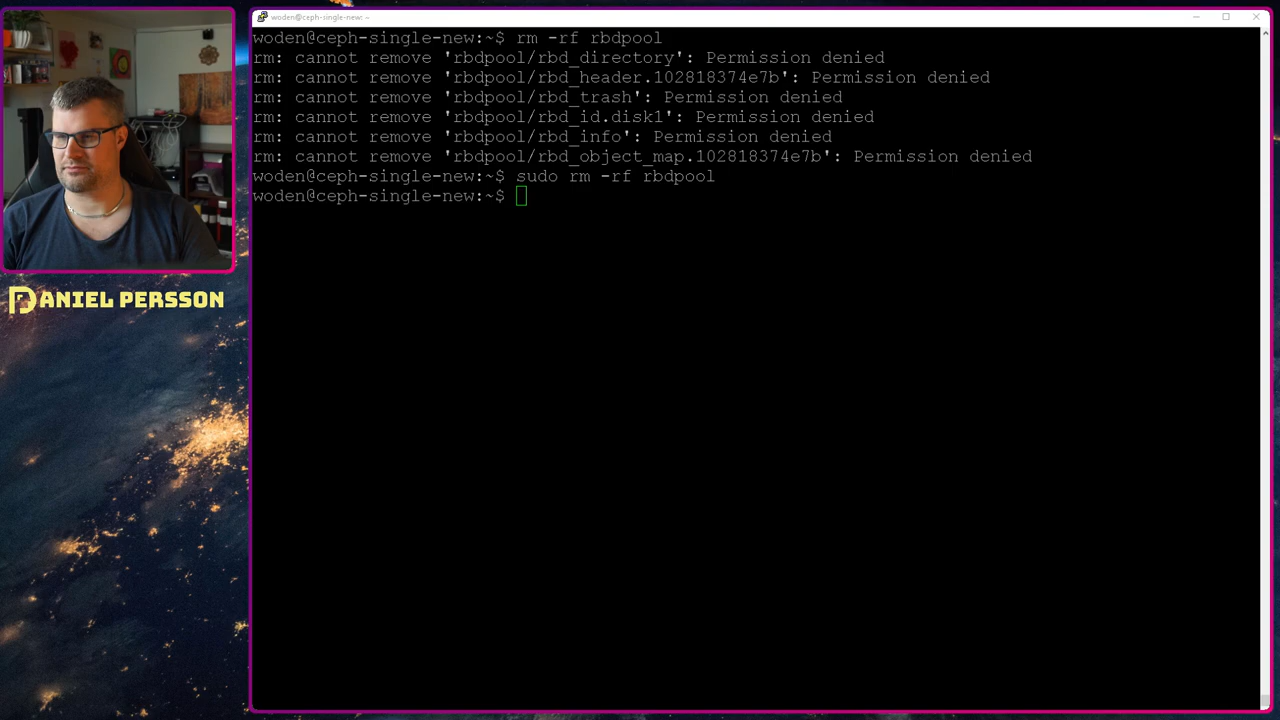 woden@ceph-single-new: ~
woden@ceph-single-new:~$ rm -rf rbdpool
rm: cannot remove 'rbdpool/rbd_directory': Permission denied
rm: cannot remove 'rbdpool/rbd_header.102818374e7b': Permission denied
rm: cannot remove 'rbdpool/rbd_trash': Permission denied
rm: cannot remove 'rbdpool/rbd_id.disk1': Permission denied
rm: cannot remove 'rbdpool/rbd_info': Permission denied
rm: cannot remove 'rbdpool/rbd_object_map.102818374e7b': Permission denied
woden@ceph-single-new:~$ sudo rm -rf rbdpool
woden@ceph-single-new:~$
DANIEL PERSSON